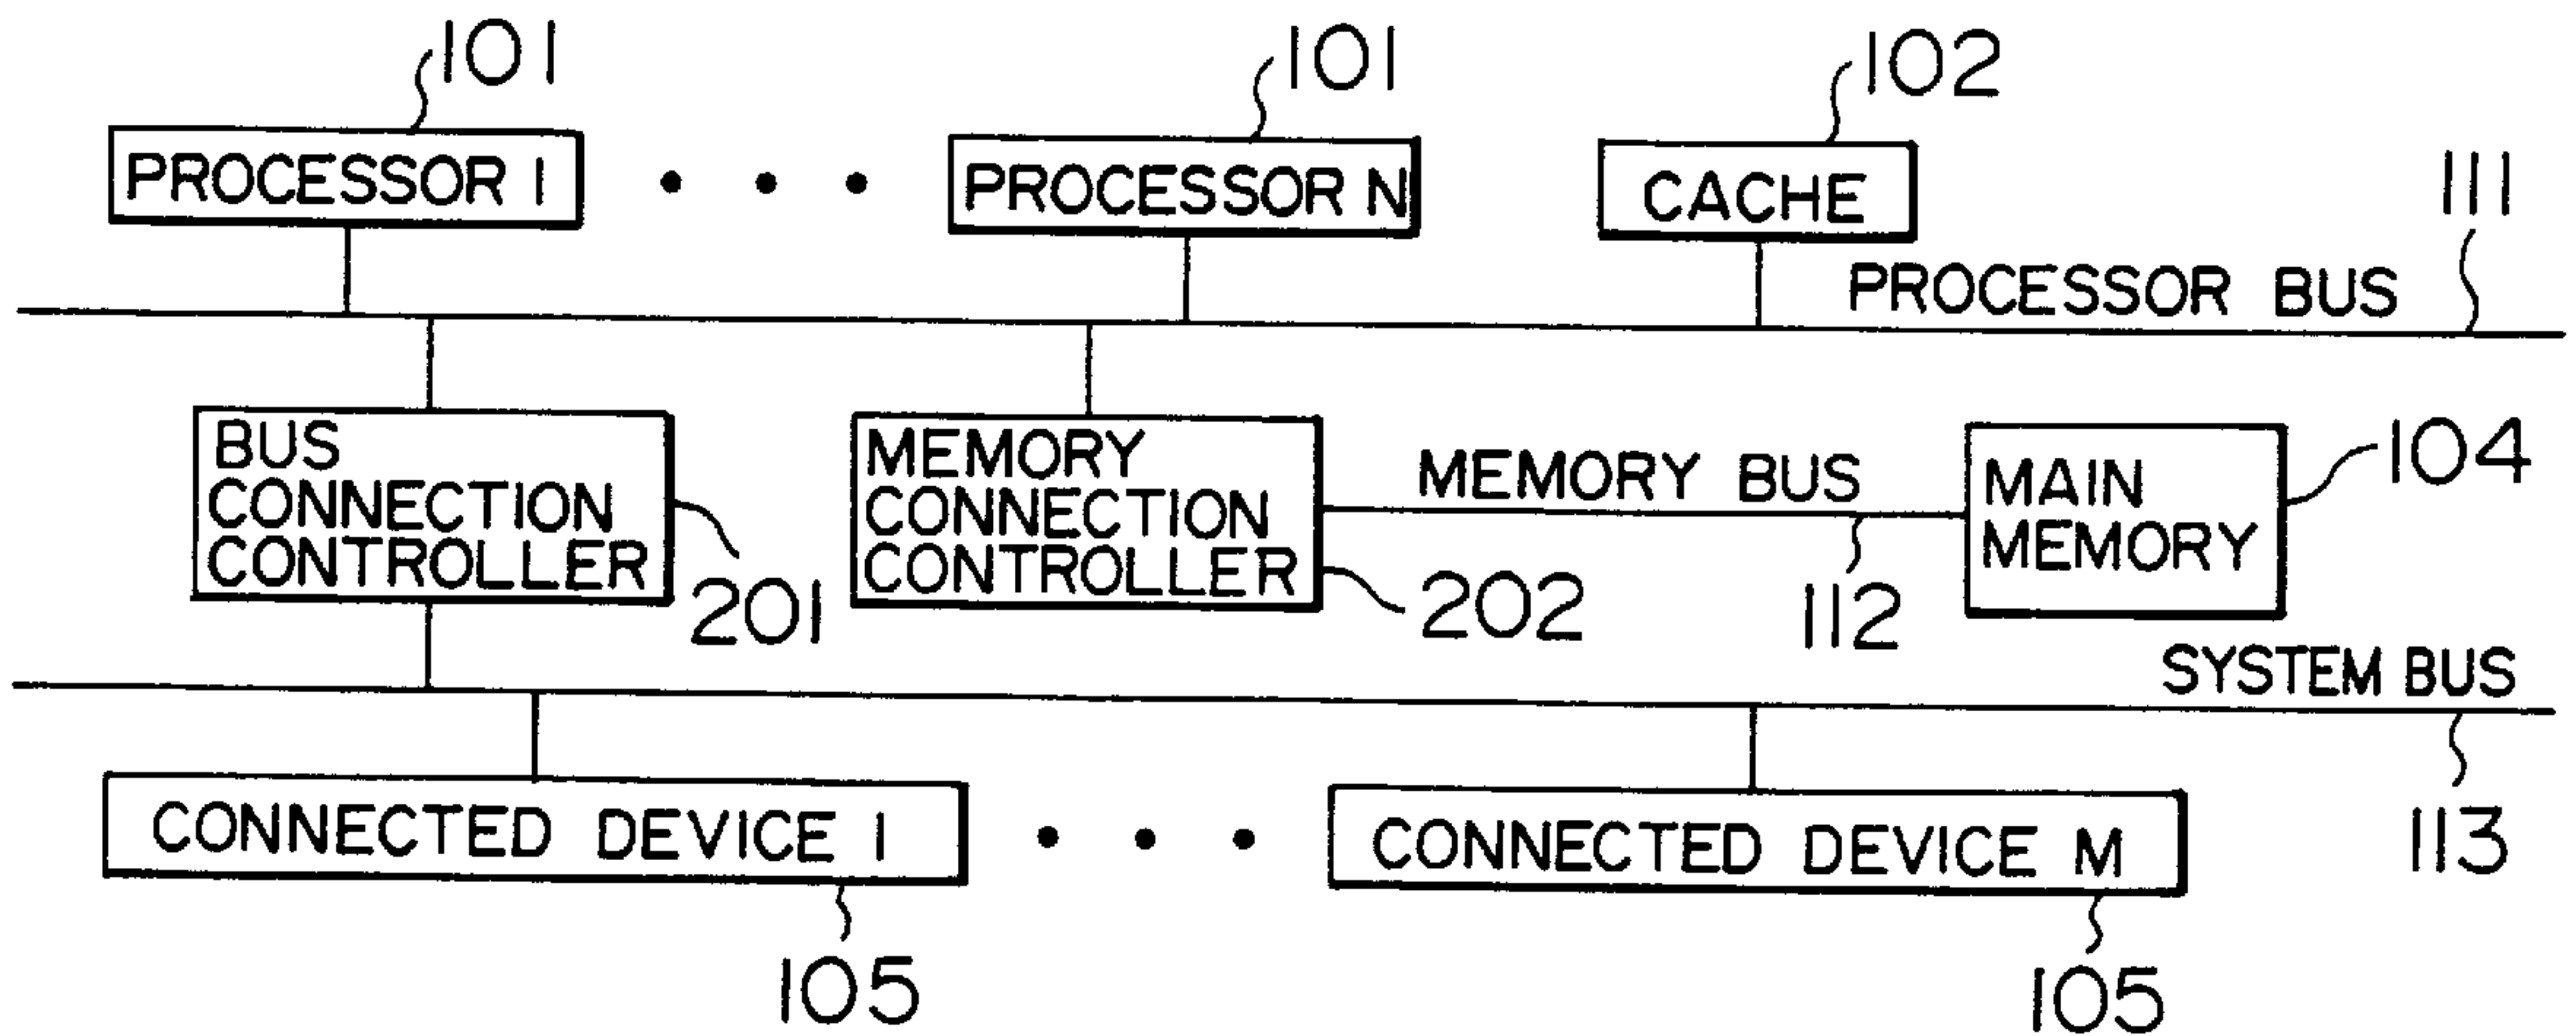 101
101
102
PROCESSOR 1
PROCESSOR N
CACHE
111
PROCESSOR BUS
BUS
CONNECTION
CONTROLLER
201
MEMORY
CONNECTION
CONTROLLER
202
MEMORY BUS
112
MAIN
MEMORY
104
SYSTEM BUS
113
CONNECTED DEVICE 1
CONNECTED DEVICE M
105
105